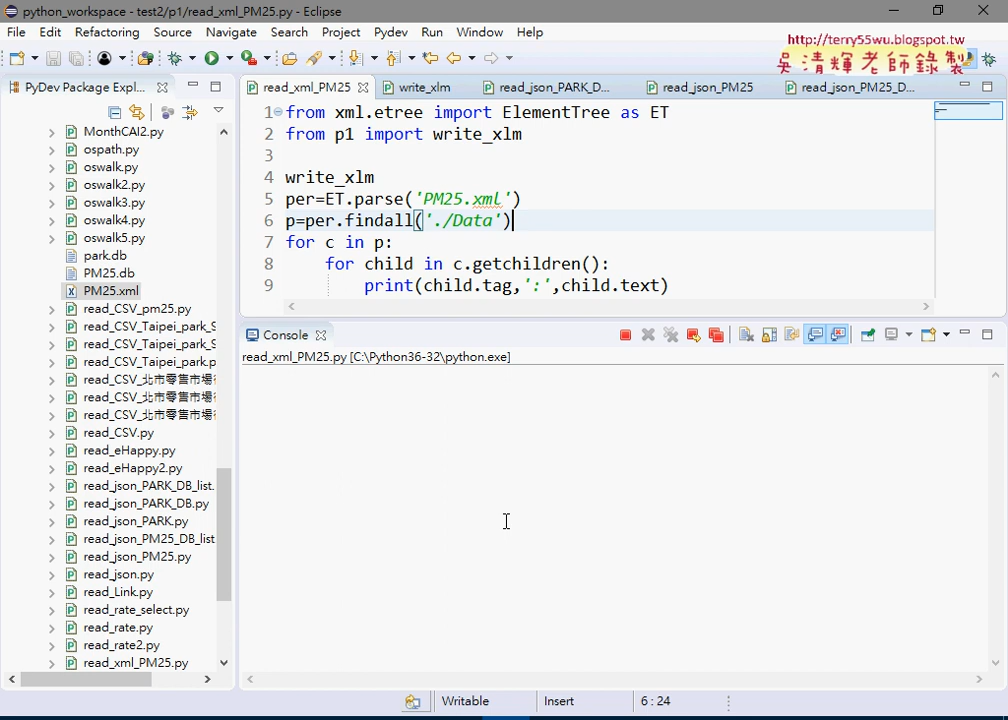 python_workspace - test2/p1/read_xml_PM25.py - Eclipse
File Edit Refactoring Source Navigate Search Project Pydev Run Window Help
http://terry55wu.blogspot.tw
吳清輝老師錄製
PyDev Package Expl...
read_xml_PM25 write_xlm read_json_PARK_D... read_json_PM25 read_json_PM25_D...
MonthCAI2.py
ospath.py
oswalk.py
oswalk2.py
oswalk3.py
oswalk4.py
oswalk5.py
park.db
PM25.db
PM25.xml
read_CSV_pm25.py
read_CSV_Taipei_park_S
read_CSV_Taipei_park_S
read_CSV_Taipei_park.p
read_CSV_北市零售市場行
read_CSV_北市零售市場行
read_CSV_北市零售市場行
read_CSV.py
read_eHappy.py
read_eHappy2.py
read_json_PARK_DB_list.
read_json_PARK_DB.py
read_json_PARK.py
read_json_PM25_DB_list
read_json_PM25.py
read_json.py
read_Link.py
read_rate_select.py
read_rate.py
read_rate2.py
read_xml_PM25.py
1 from xml.etree import ElementTree as ET
2 from p1 import write_xlm
3
4 write_xlm
5 per=ET.parse('PM25.xml')
6 p=per.findall('./Data')
7 for c in p:
8 for child in c.getchildren():
9 print(child.tag,':',child.text)
Console
read_xml_PM25.py [C:\Python36-32\python.exe]
Writable Insert 6 : 24